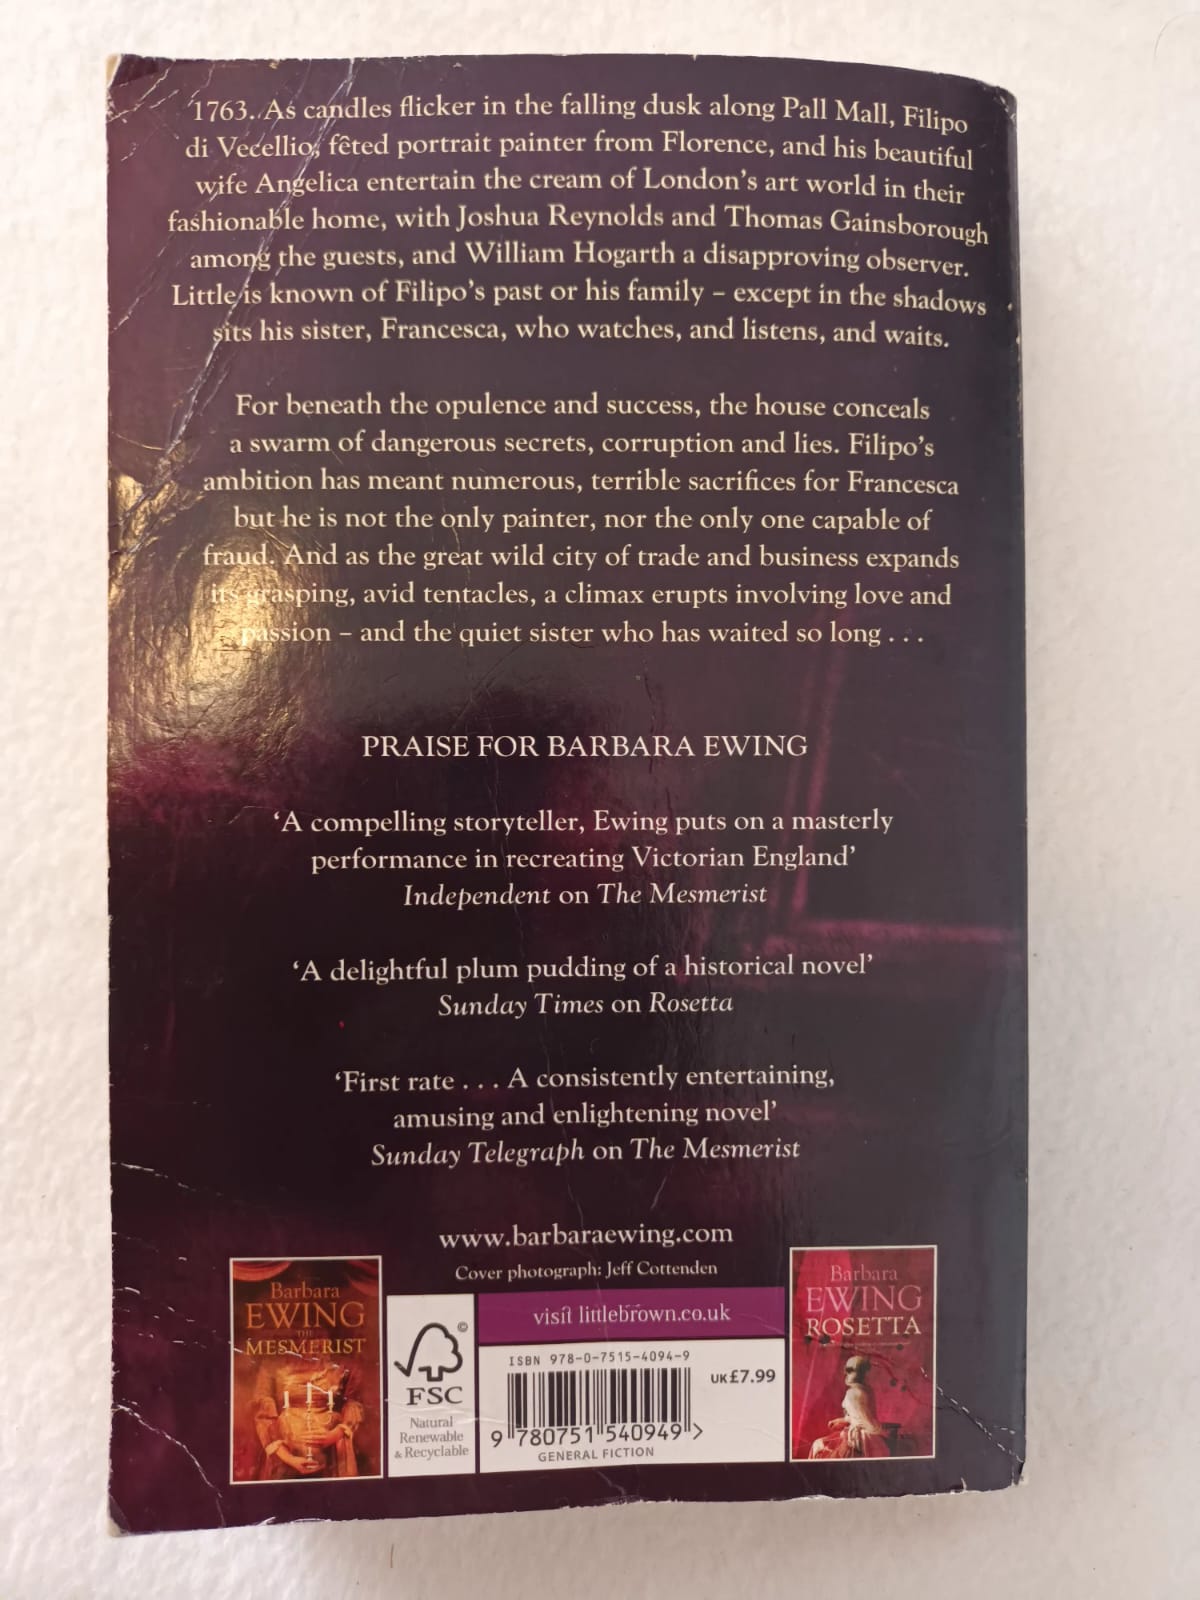 1763. As candles flicker in the falling dusk along Pall Mall, Filipo
di Vecellio, fêted portrait painter from Florence, and his beautiful
wife Angelica entertain the cream of London's art world in their
fashionable home, with Joshua Reynolds and Thomas Gainsborough
among the guests, and William Hogarth a disapproving observer.
Little is known of Filipo's past or his family – except in the shadows
sits his sister, Francesca, who watches, and listens, and waits.
For beneath the opulence and success, the house conceals
a swarm of dangerous secrets, corruption and lies. Filipo's
ambition has meant numerous, terrible sacrifices for Francesca
but he is not the only painter, nor the only one capable of
fraud. And as the great wild city of trade and business expands
its grasping, avid tentacles, a climax erupts involving love and
passion – and the quiet sister who has waited so long . . .
PRAISE FOR BARBARA EWING
'A compelling storyteller, Ewing puts on a masterly
performance in recreating Victorian England'
Independent on The Mesmerist
'A delightful plum pudding of a historical novel'
Sunday Times on Rosetta
'First rate . . . A consistently entertaining,
amusing and enlightening novel'
Sunday Telegraph on The Mesmerist
www.barbaraewing.com
Cover photograph: Jeff Cottenden
Barbara
EWING
THE
MESMERIST
©
FSC
Natural
Renewable
& Recyclable
visit littlebrown.co.uk
ISBN 978-0-7515-4094-9
UK£7.99
9 780751 540949 >
GENERAL FICTION
Barbara
EWING
ROSETTA